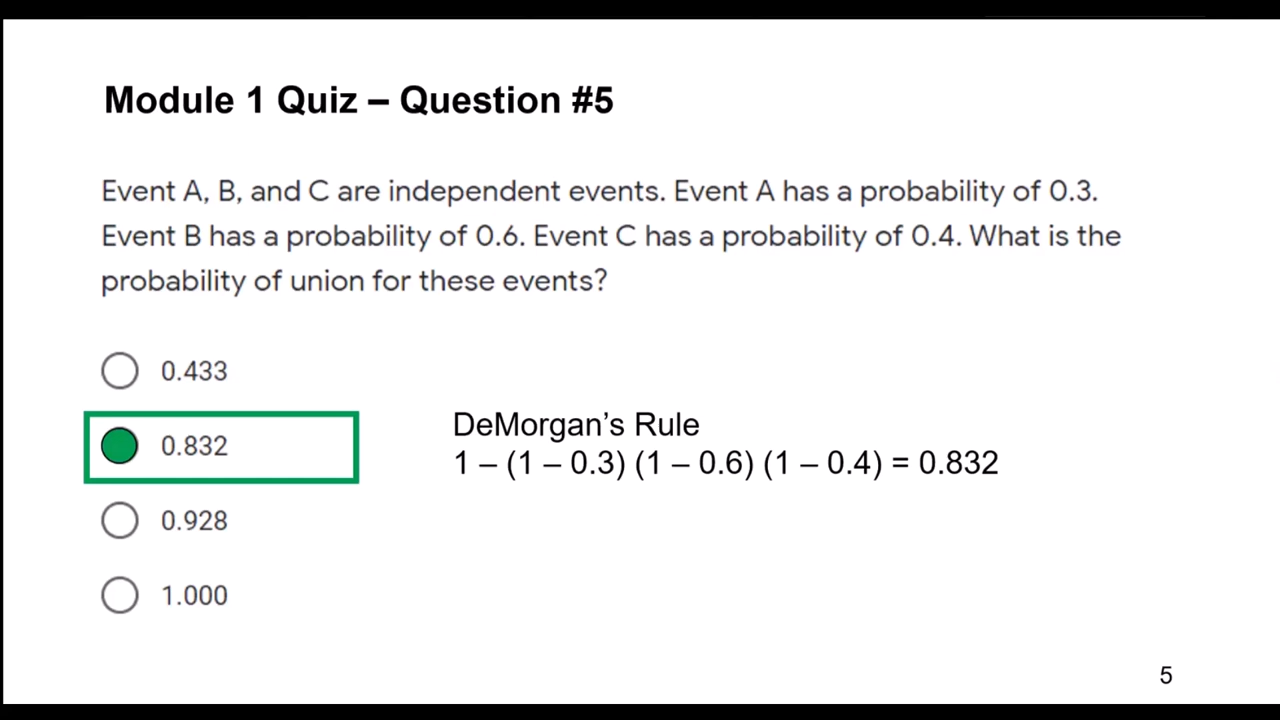 Module 1 Quiz – Question #5
Event A, B, and C are independent events. Event A has a probability of 0.3.
Event B has a probability of 0.6. Event C has a probability of 0.4. What is the
probability of union for these events?
0.433
0.832
DeMorgan’s Rule
1 – (1 – 0.3) (1 – 0.6) (1 – 0.4) = 0.832
0.928
1.000
5